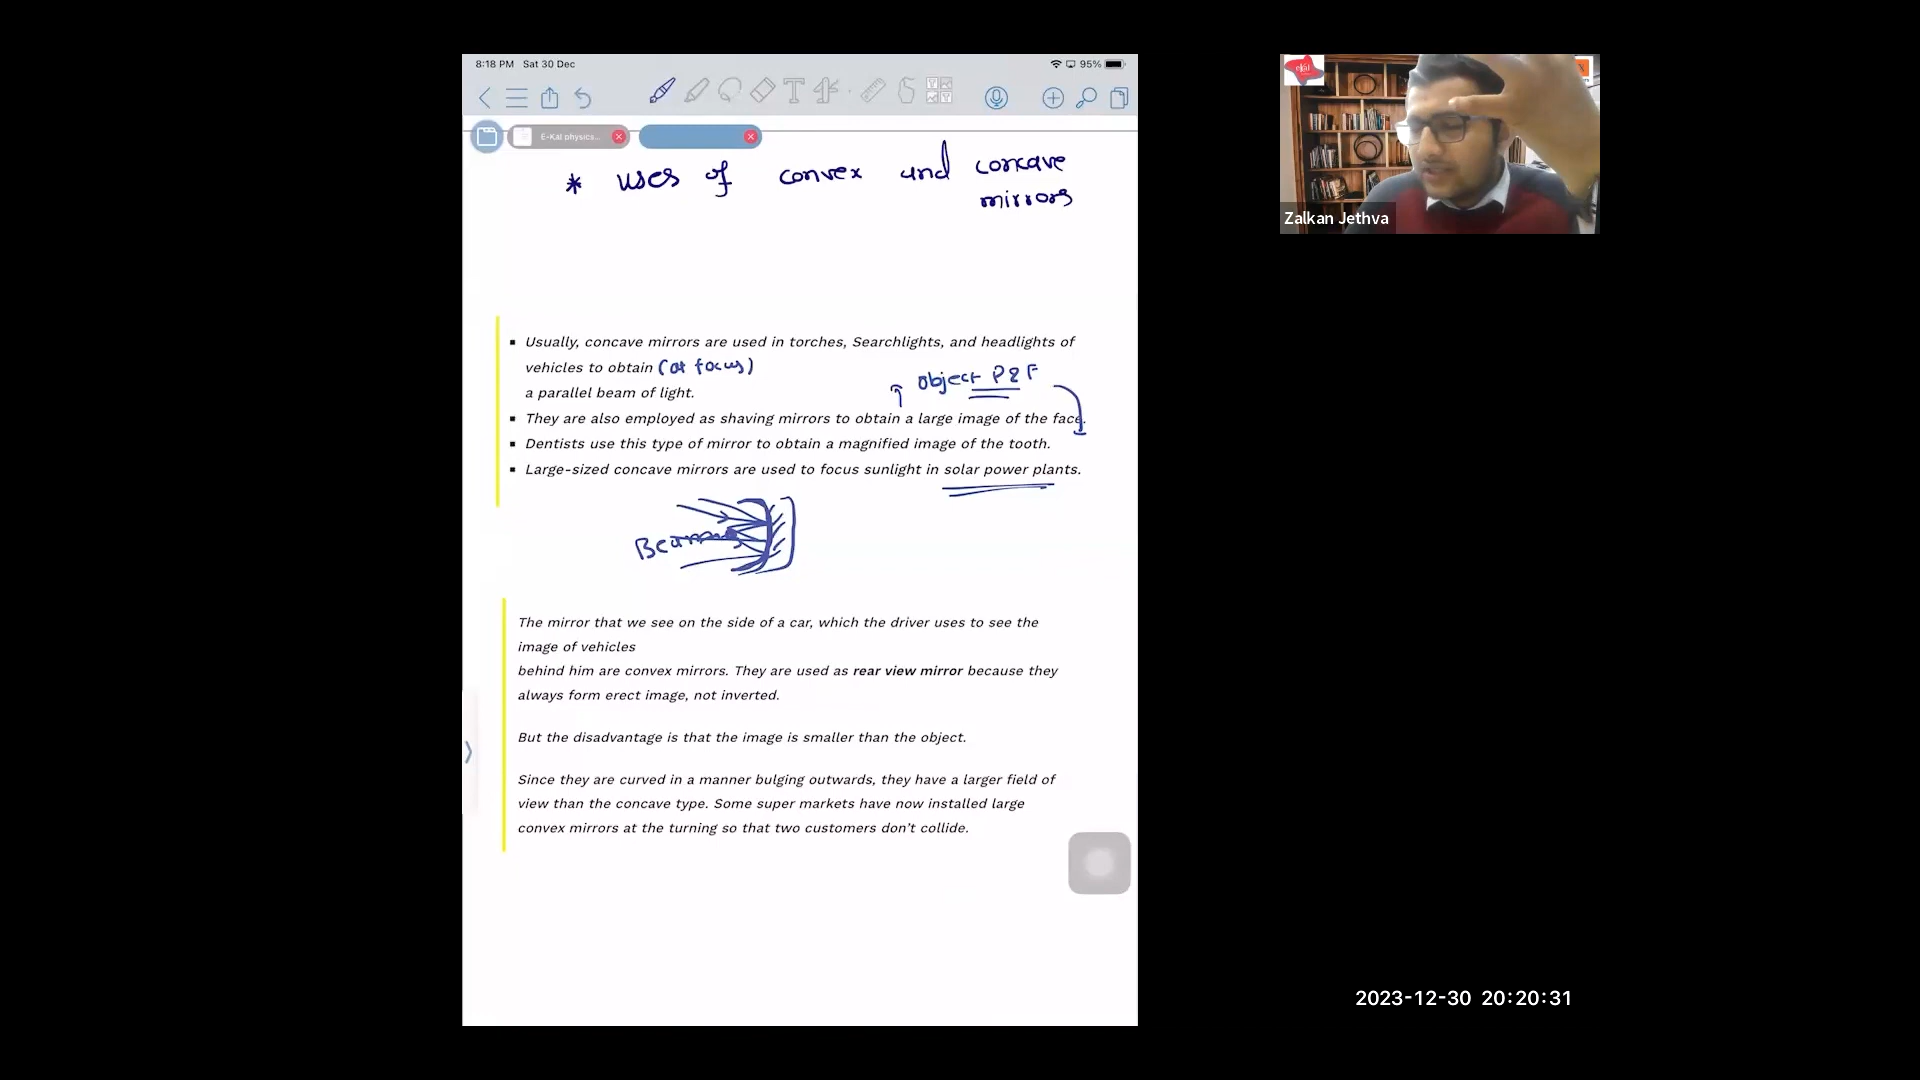 8:18 PM Sat 30 Dec
95%
E-Kal physics...
* uses of convex and concave
mirrors
Usually, concave mirrors are used in torches, Searchlights, and headlights of
vehicles to obtain (at focus)
object P & F
a parallel beam of light.
They are also employed as shaving mirrors to obtain a large image of the face.
Dentists use this type of mirror to obtain a magnified image of the tooth.
Large-sized concave mirrors are used to focus sunlight in solar power plants.
The mirror that we see on the side of a car, which the driver uses to see the
image of vehicles
behind him are convex mirrors. They are used as rear view mirror because they
always form erect image, not inverted.
But the disadvantage is that the image is smaller than the object.
Since they are curved in a manner bulging outwards, they have a larger field of
view than the concave type. Some super markets have now installed large
convex mirrors at the turning so that two customers don't collide.
Zalkan Jethva
2023-12-30 20:20:31